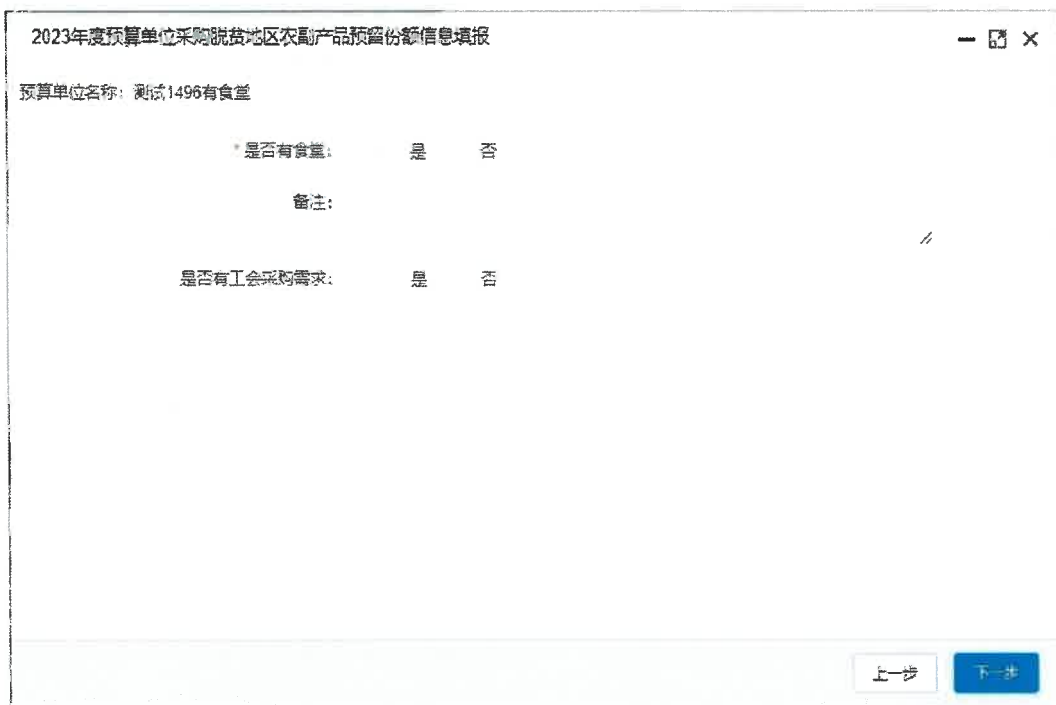 2023年度预算单位采购脱贫地区农副产品预留份额信息填报
预算单位名称：测试1496有食堂
*是否有食堂： 是 否
备注：
是否有工会采购需求： 是 否
上一步 下一步